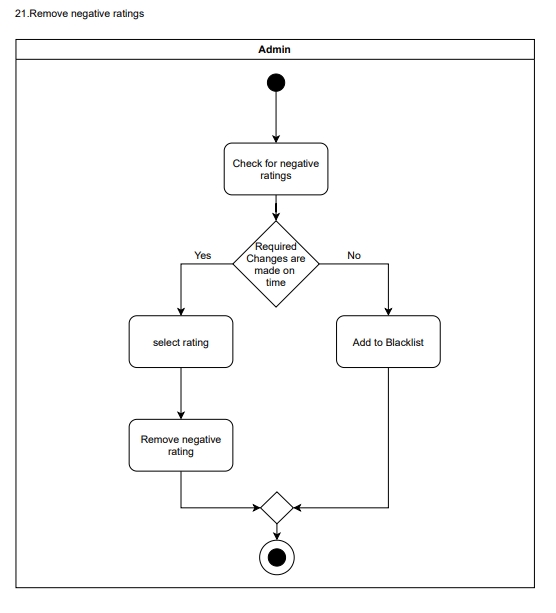 21.Remove negative ratings
Admin
Check for negative
ratings
Required
Changes are
made on
time
Yes
No
select rating
Add to Blacklist
Remove negative
rating